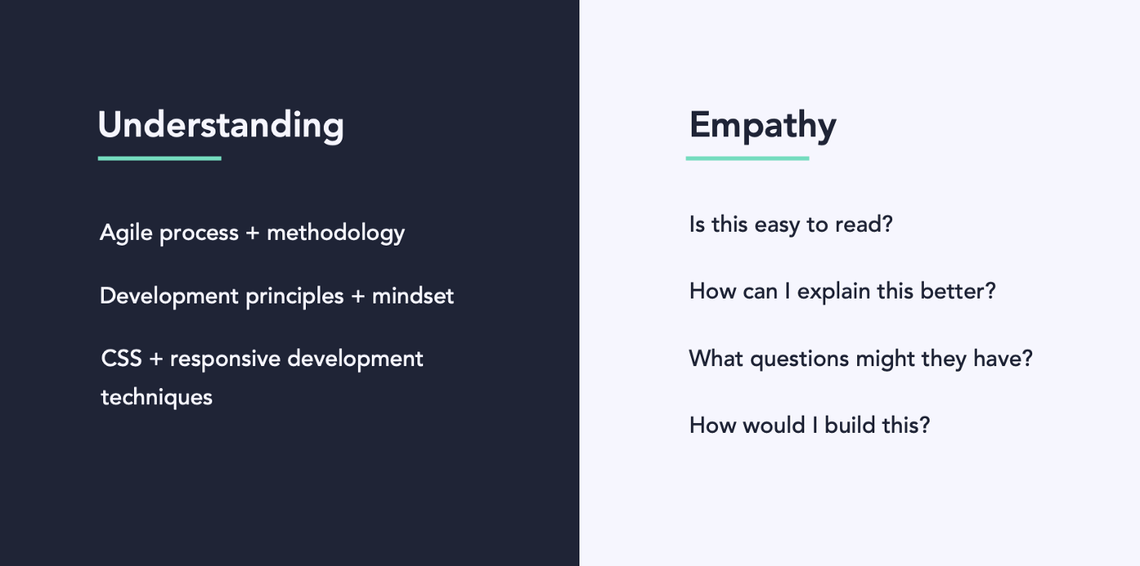 Understanding
Agile process + methodology
Development principles + mindset
CSS + responsive development
techniques
Empathy
Is this easy to read?
How can I explain this better?
What questions might they have?
How would I build this?